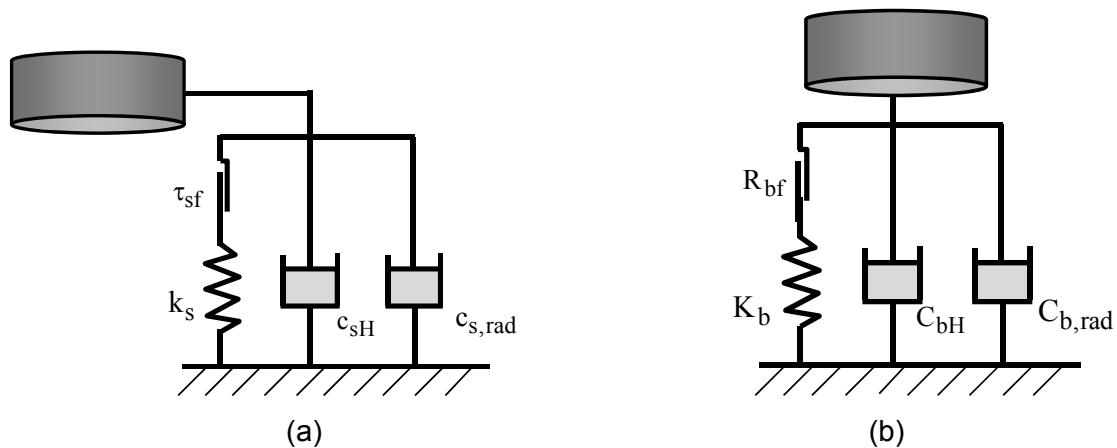 τsf
ks
csH
cs,rad
(a)
Rbf
Kb
CbH
Cb,rad
(b)